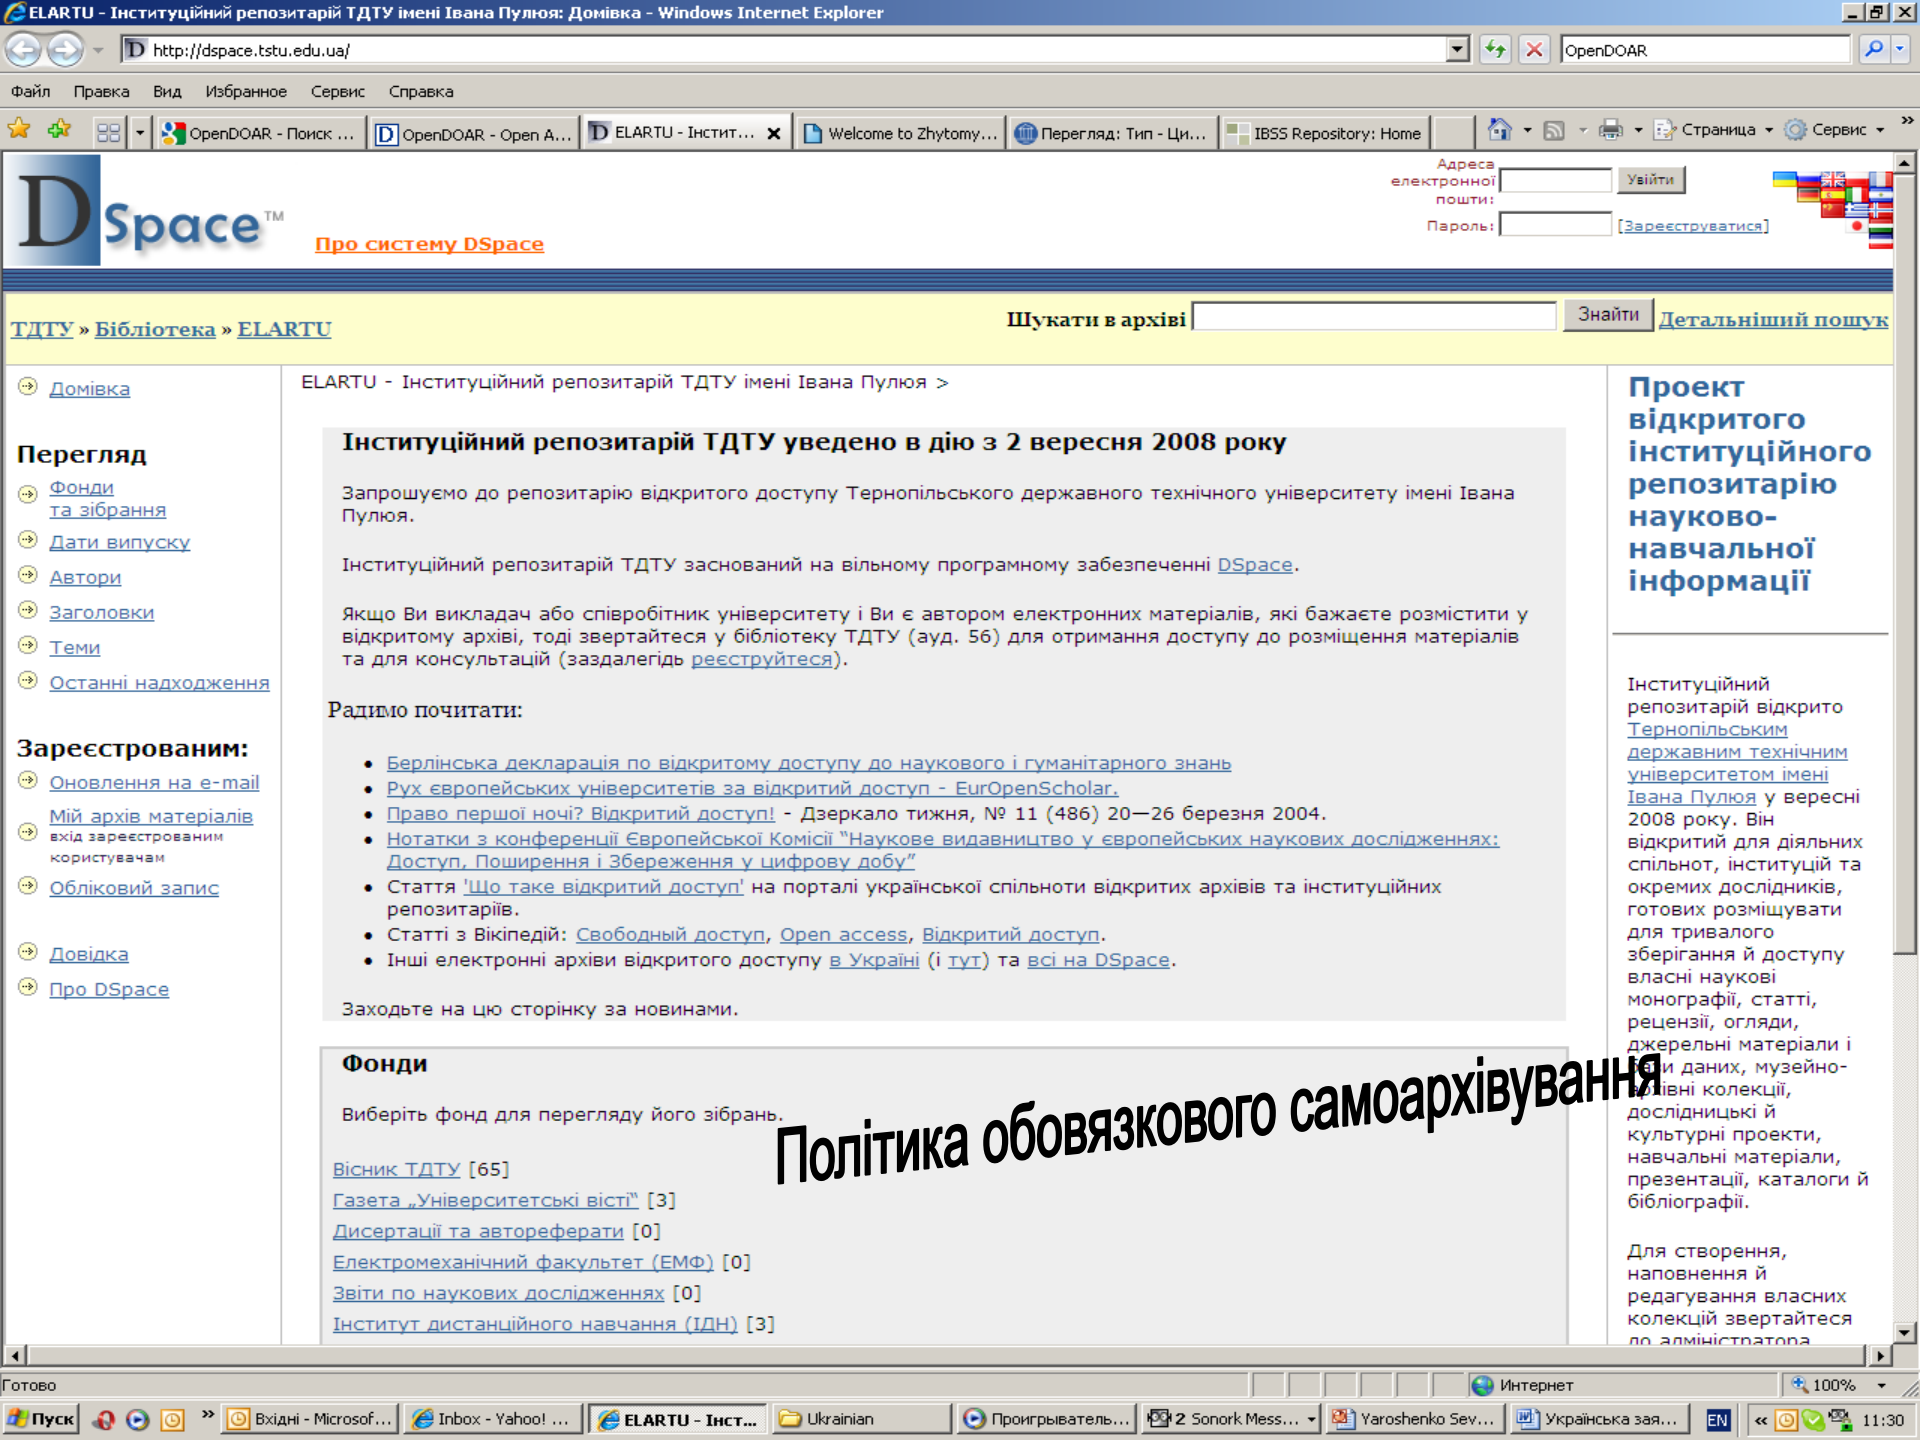 ELARTU - Інституційний репозитарій ТДТУ імені Івана Пулюя: Домівка - Windows Internet Explorer
http://dspace.tstu.edu.ua/
OpenDOAR
Файл Правка Вид Избранное Сервис Справка
OpenDOAR - Поиск ...
OpenDOAR - Open A...
ELARTU - Інстит...
Welcome to Zhytomy...
Перегляд: Тип - Ци...
IBSS Repository: Home
Страница
Сервис
DSpace™
Про систему DSpace
Адреса
електронної
пошти:
Увійти
Пароль:
[Зареєструватися]
ТДТУ » Бібліотека » ELARTU
Шукати в архіві
Знайти
Детальніший пошук
Домівка
Перегляд
Фонди
та зібрання
Дати випуску
Автори
Заголовки
Теми
Останні надходження
Зареєстрованим:
Оновлення на e-mail
Мій архів матеріалів
вхід зареєстрованим
користувачам
Обліковий запис
Довідка
Про DSpace
ELARTU - Інституційний репозитарій ТДТУ імені Івана Пулюя >
Інституційний репозитарій ТДТУ уведено в дію з 2 вересня 2008 року
Запрошуємо до репозитарію відкритого доступу Тернопільського державного технічного університету імені Івана
Пулюя.
Інституційний репозитарій ТДТУ заснований на вільному програмному забезпеченні DSpace.
Якщо Ви викладач або співробітник університету і Ви є автором електронних матеріалів, які бажаєте розмістити у
відкритому архіві, тоді звертайтеся у бібліотеку ТДТУ (ауд. 56) для отримання доступу до розміщення матеріалів
та для консультацій (заздалегідь реєструйтеся).
Радимо почитати:
• Берлінська декларація по відкритому доступу до наукового і гуманітарного знань
• Рух європейських університетів за відкритий доступ - EurOpenScholar.
• Право першої ночі? Відкритий доступ! - Дзеркало тижня, № 11 (486) 20—26 березня 2004.
• Нотатки з конференції Європейської Комісії “Наукове видавництво у європейських наукових дослідженнях:
Доступ, Поширення і Збереження у цифрову добу”
• Стаття 'Що таке відкритий доступ' на порталі української спільноти відкритих архівів та інституційних
репозитаріїв.
• Статті з Вікіпедій: Свободный доступ, Open access, Відкритий доступ.
• Інші електронні архіви відкритого доступу в Україні (і тут) та всі на DSpace.
Заходьте на цю сторінку за новинами.
Фонди
Виберіть фонд для перегляду його зібрань.
Політика обовязкового самоархівування
Вісник ТДТУ [65]
Газета „Університетські вісті“ [3]
Дисертації та автореферати [0]
Електромеханічний факультет (ЕМФ) [0]
Звіти по наукових дослідженнях [0]
Інститут дистанційного навчання (ІДН) [3]
Проект
відкритого
інституційного
репозитарію
науково-
навчальної
інформації
Інституційний
репозитарій відкрито
Тернопільським
державним технічним
університетом імені
Івана Пулюя у вересні
2008 року. Він
відкритий для діяльних
спільнот, інституцій та
окремих дослідників,
готових розміщувати
для тривалого
зберігання й доступу
власні наукові
монографії, статті,
рецензії, огляди,
джерельні матеріали і
даних, музейно-
колекції,
дослідницькі й
культурні проекти,
навчальні матеріали,
презентації, каталоги й
бібліографії.
Для створення,
наповнення й
редагування власних
колекцій звертайтеся
до адміністратора
Готово
Интернет
100%
Пуск
Вхідні - Microsof...
Inbox - Yahoo! ...
ELARTU - Інст...
Ukrainian
Проигрыватель...
2 Sonork Mess...
Yaroshenko Sev...
Українська зая...
EN
11:30